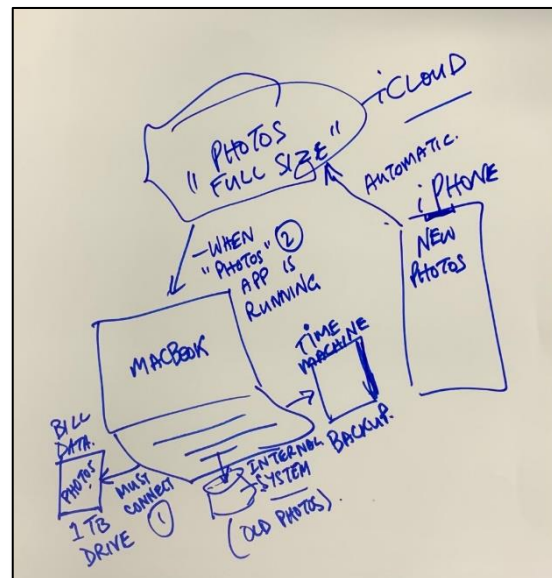 iCLOUD
"PHOTOS
FULL SIZE"
AUTOMATIC.
iPHONE
NEW
PHOTOS
-WHEN
"PHOTOS" ②
APP IS
RUNNING
MACBOOK
TIME
MACHINE
BACKUP.
BILL
DATA.
PHOTOS.
1 TB
DRIVE
MUST
CONNECT
①
INTERNAL
SYSTEM
(OLD PHOTOS).